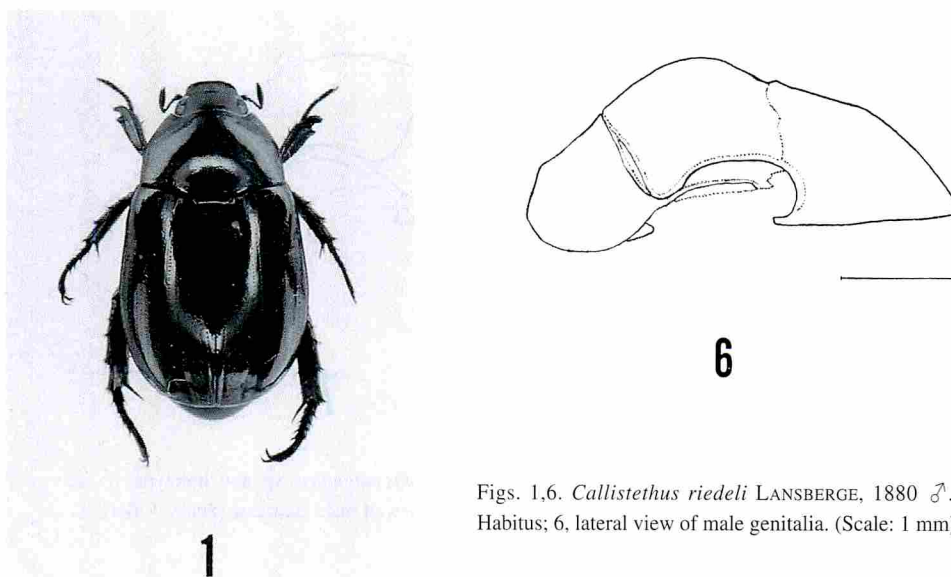 1
6
Figs. 1,6. Callistethus riedeli LANSBERGE, 1880 ♂.
Habitus; 6, lateral view of male genitalia. (Scale: 1 mm